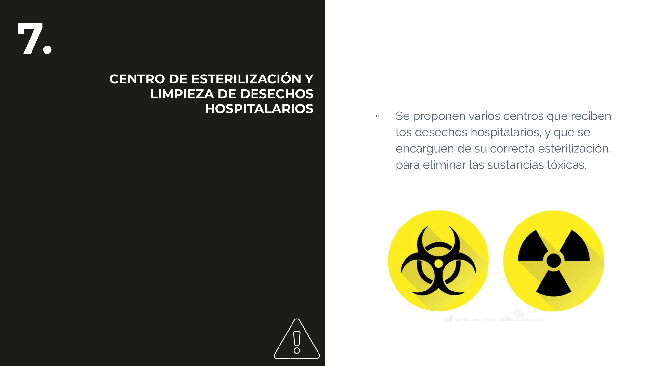 7.
CENTRO DE ESTERILIZACIÓN Y
LIMPIEZA DE DESECHOS
HOSPITALARIOS
Se proponen varios centros que reciben
los desechos hospitalarios, y que se
encarguen de su correcta esterilización,
para eliminar las sustancias tóxicas.